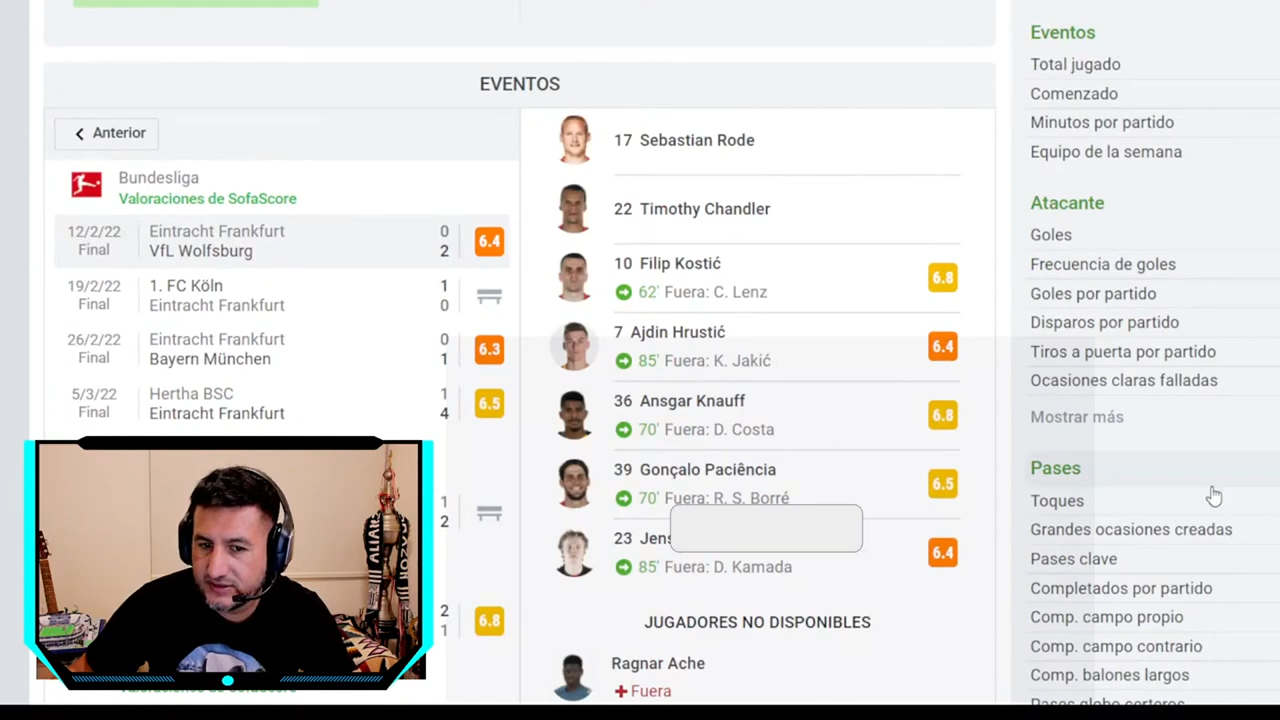 EVENTOS
Anterior
Bundesliga
Valoraciones de SofaScore
12/2/22 Eintracht Frankfurt 0
Final VfL Wolfsburg 2
6.4
19/2/22 1. FC Köln 1
Final Eintracht Frankfurt 0
26/2/22 Eintracht Frankfurt 0
Final Bayern München 1
6.3
5/3/22 Hertha BSC 1
Final Eintracht Frankfurt 4
6.5
1
2
2
1
6.8
17 Sebastian Rode
22 Timothy Chandler
10 Filip Kostić
62' Fuera: C. Lenz
6.8
7 Ajdin Hrustić
85' Fuera: K. Jakić
6.4
36 Ansgar Knauff
70' Fuera: D. Costa
6.8
39 Gonçalo Paciência
70' Fuera: R. S. Borré
6.5
23 Jens
85' Fuera: D. Kamada
6.4
JUGADORES NO DISPONIBLES
Ragnar Ache
Fuera
Eventos
Total jugado
Comenzado
Minutos por partido
Equipo de la semana
Atacante
Goles
Frecuencia de goles
Goles por partido
Disparos por partido
Tiros a puerta por partido
Ocasiones claras falladas
Mostrar más
Pases
Toques
Grandes ocasiones creadas
Pases clave
Completados por partido
Comp. campo propio
Comp. campo contrario
Comp. balones largos